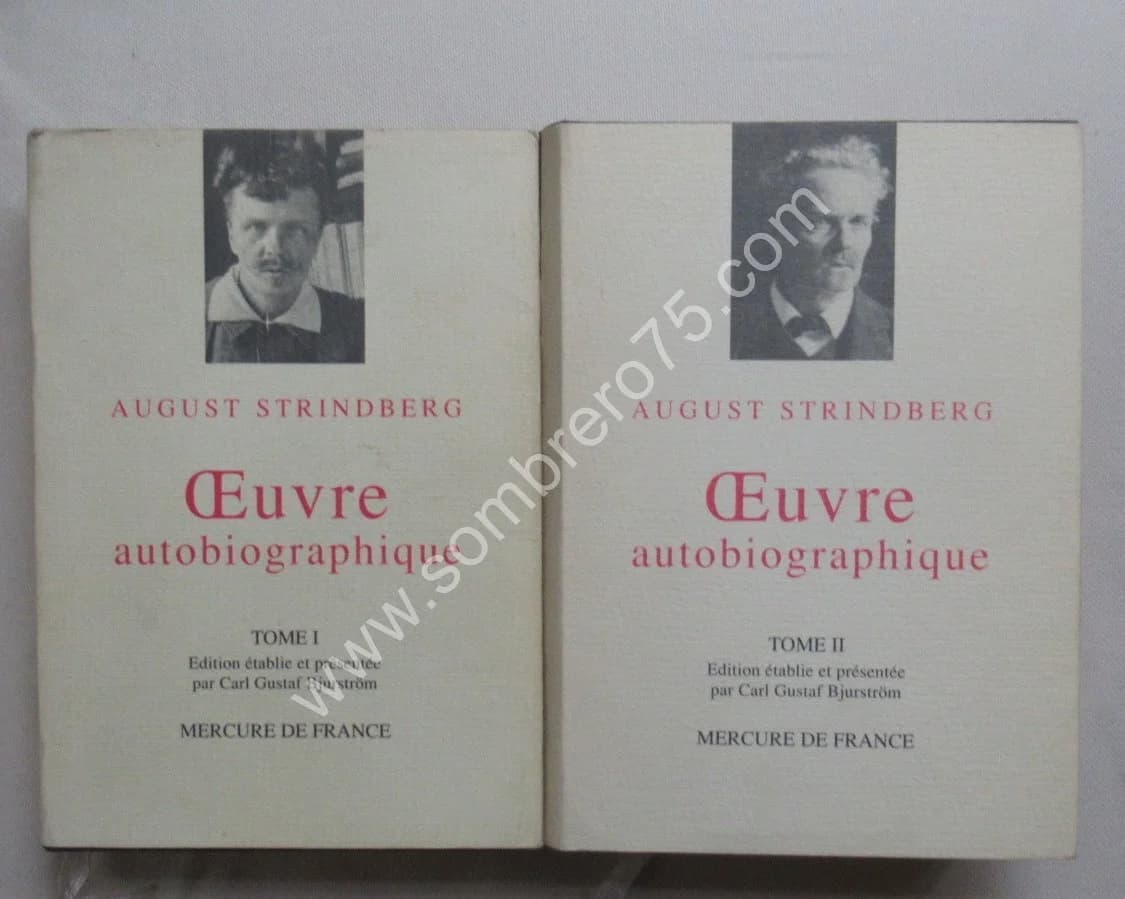 AUGUST STRINDBERG
Œuvre
autobiographique
TOME I
Edition établie et présentée
par Carl Gustaf Bjurström
MERCURE DE FRANCE
AUGUST STRINDBERG
Œuvre
autobiographique
TOME II
Edition établie et présentée
par Carl Gustaf Bjurström
MERCURE DE FRANCE
www.sombrero75.com